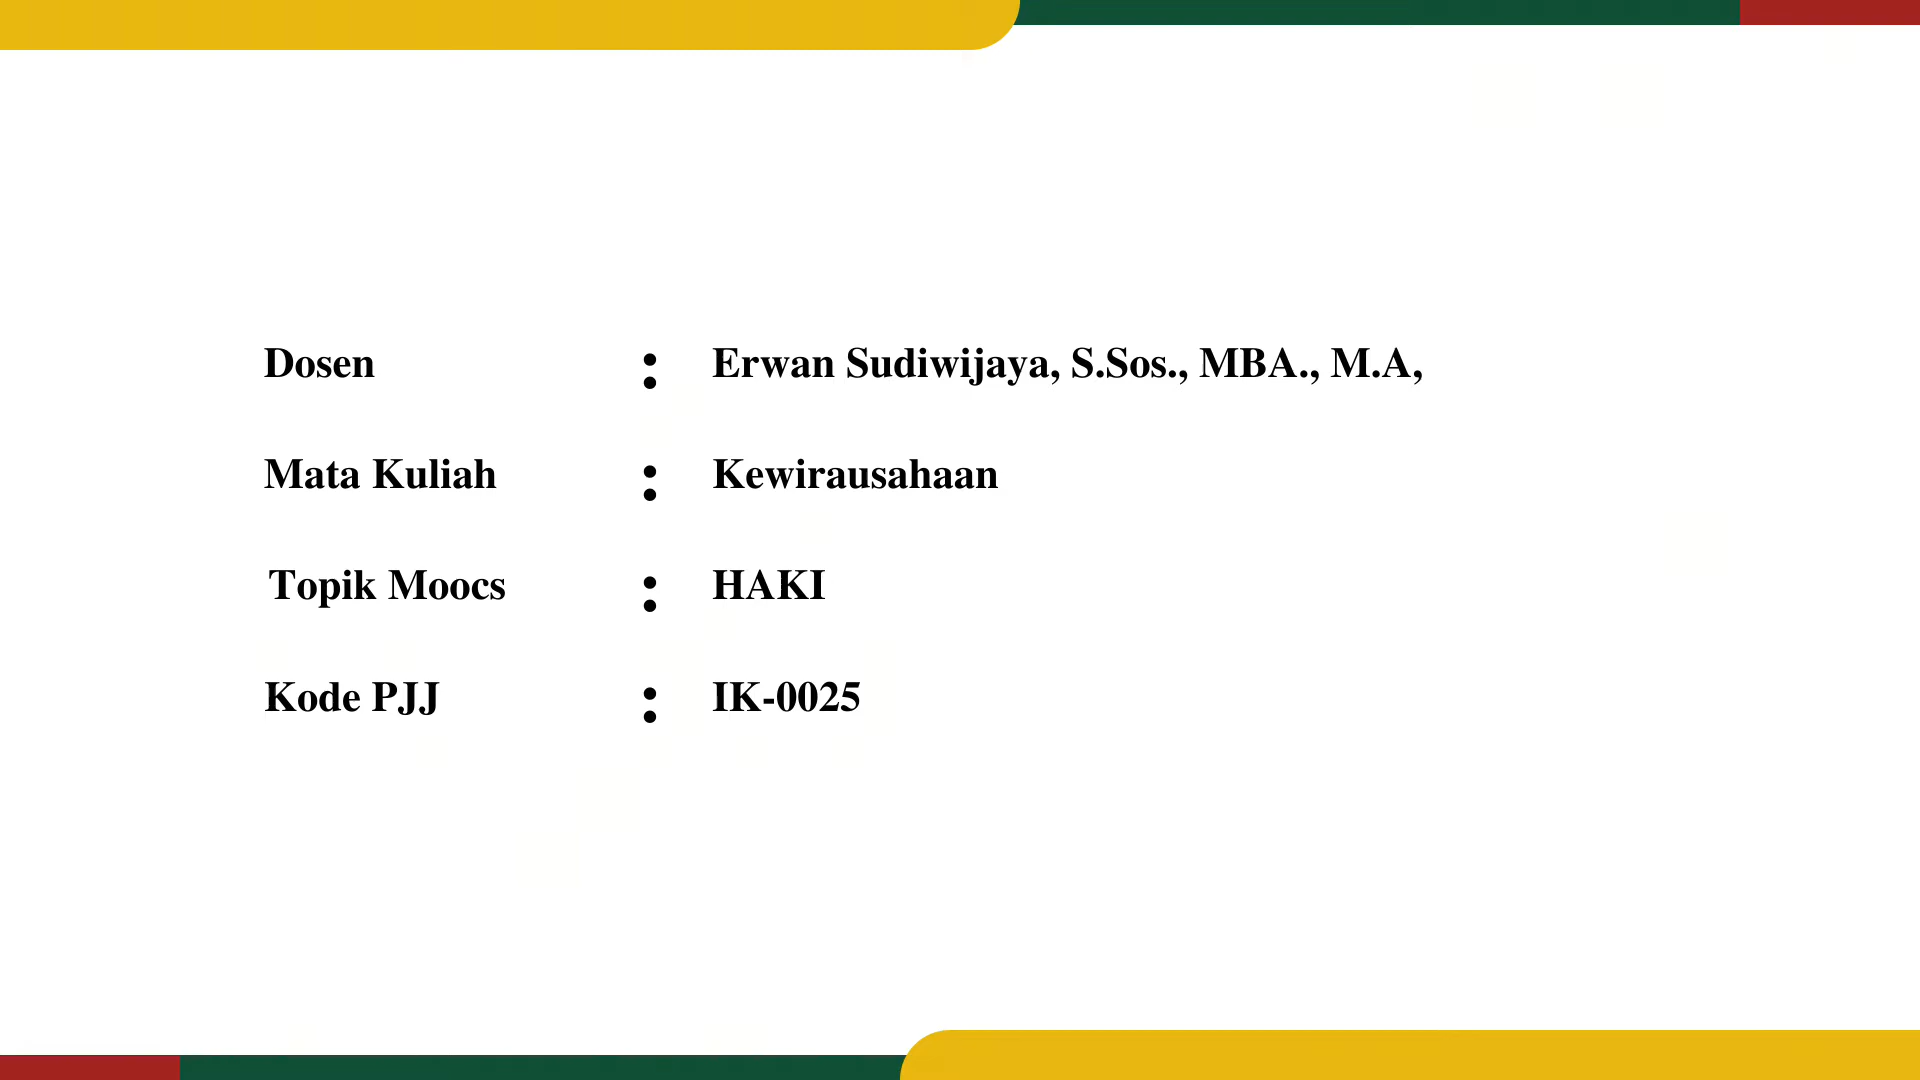 Dosen : Erwan Sudiwijaya, S.Sos., MBA., M.A,
Mata Kuliah : Kewirausahaan
Topik Moocs : HAKI
Kode PJJ : IK-0025